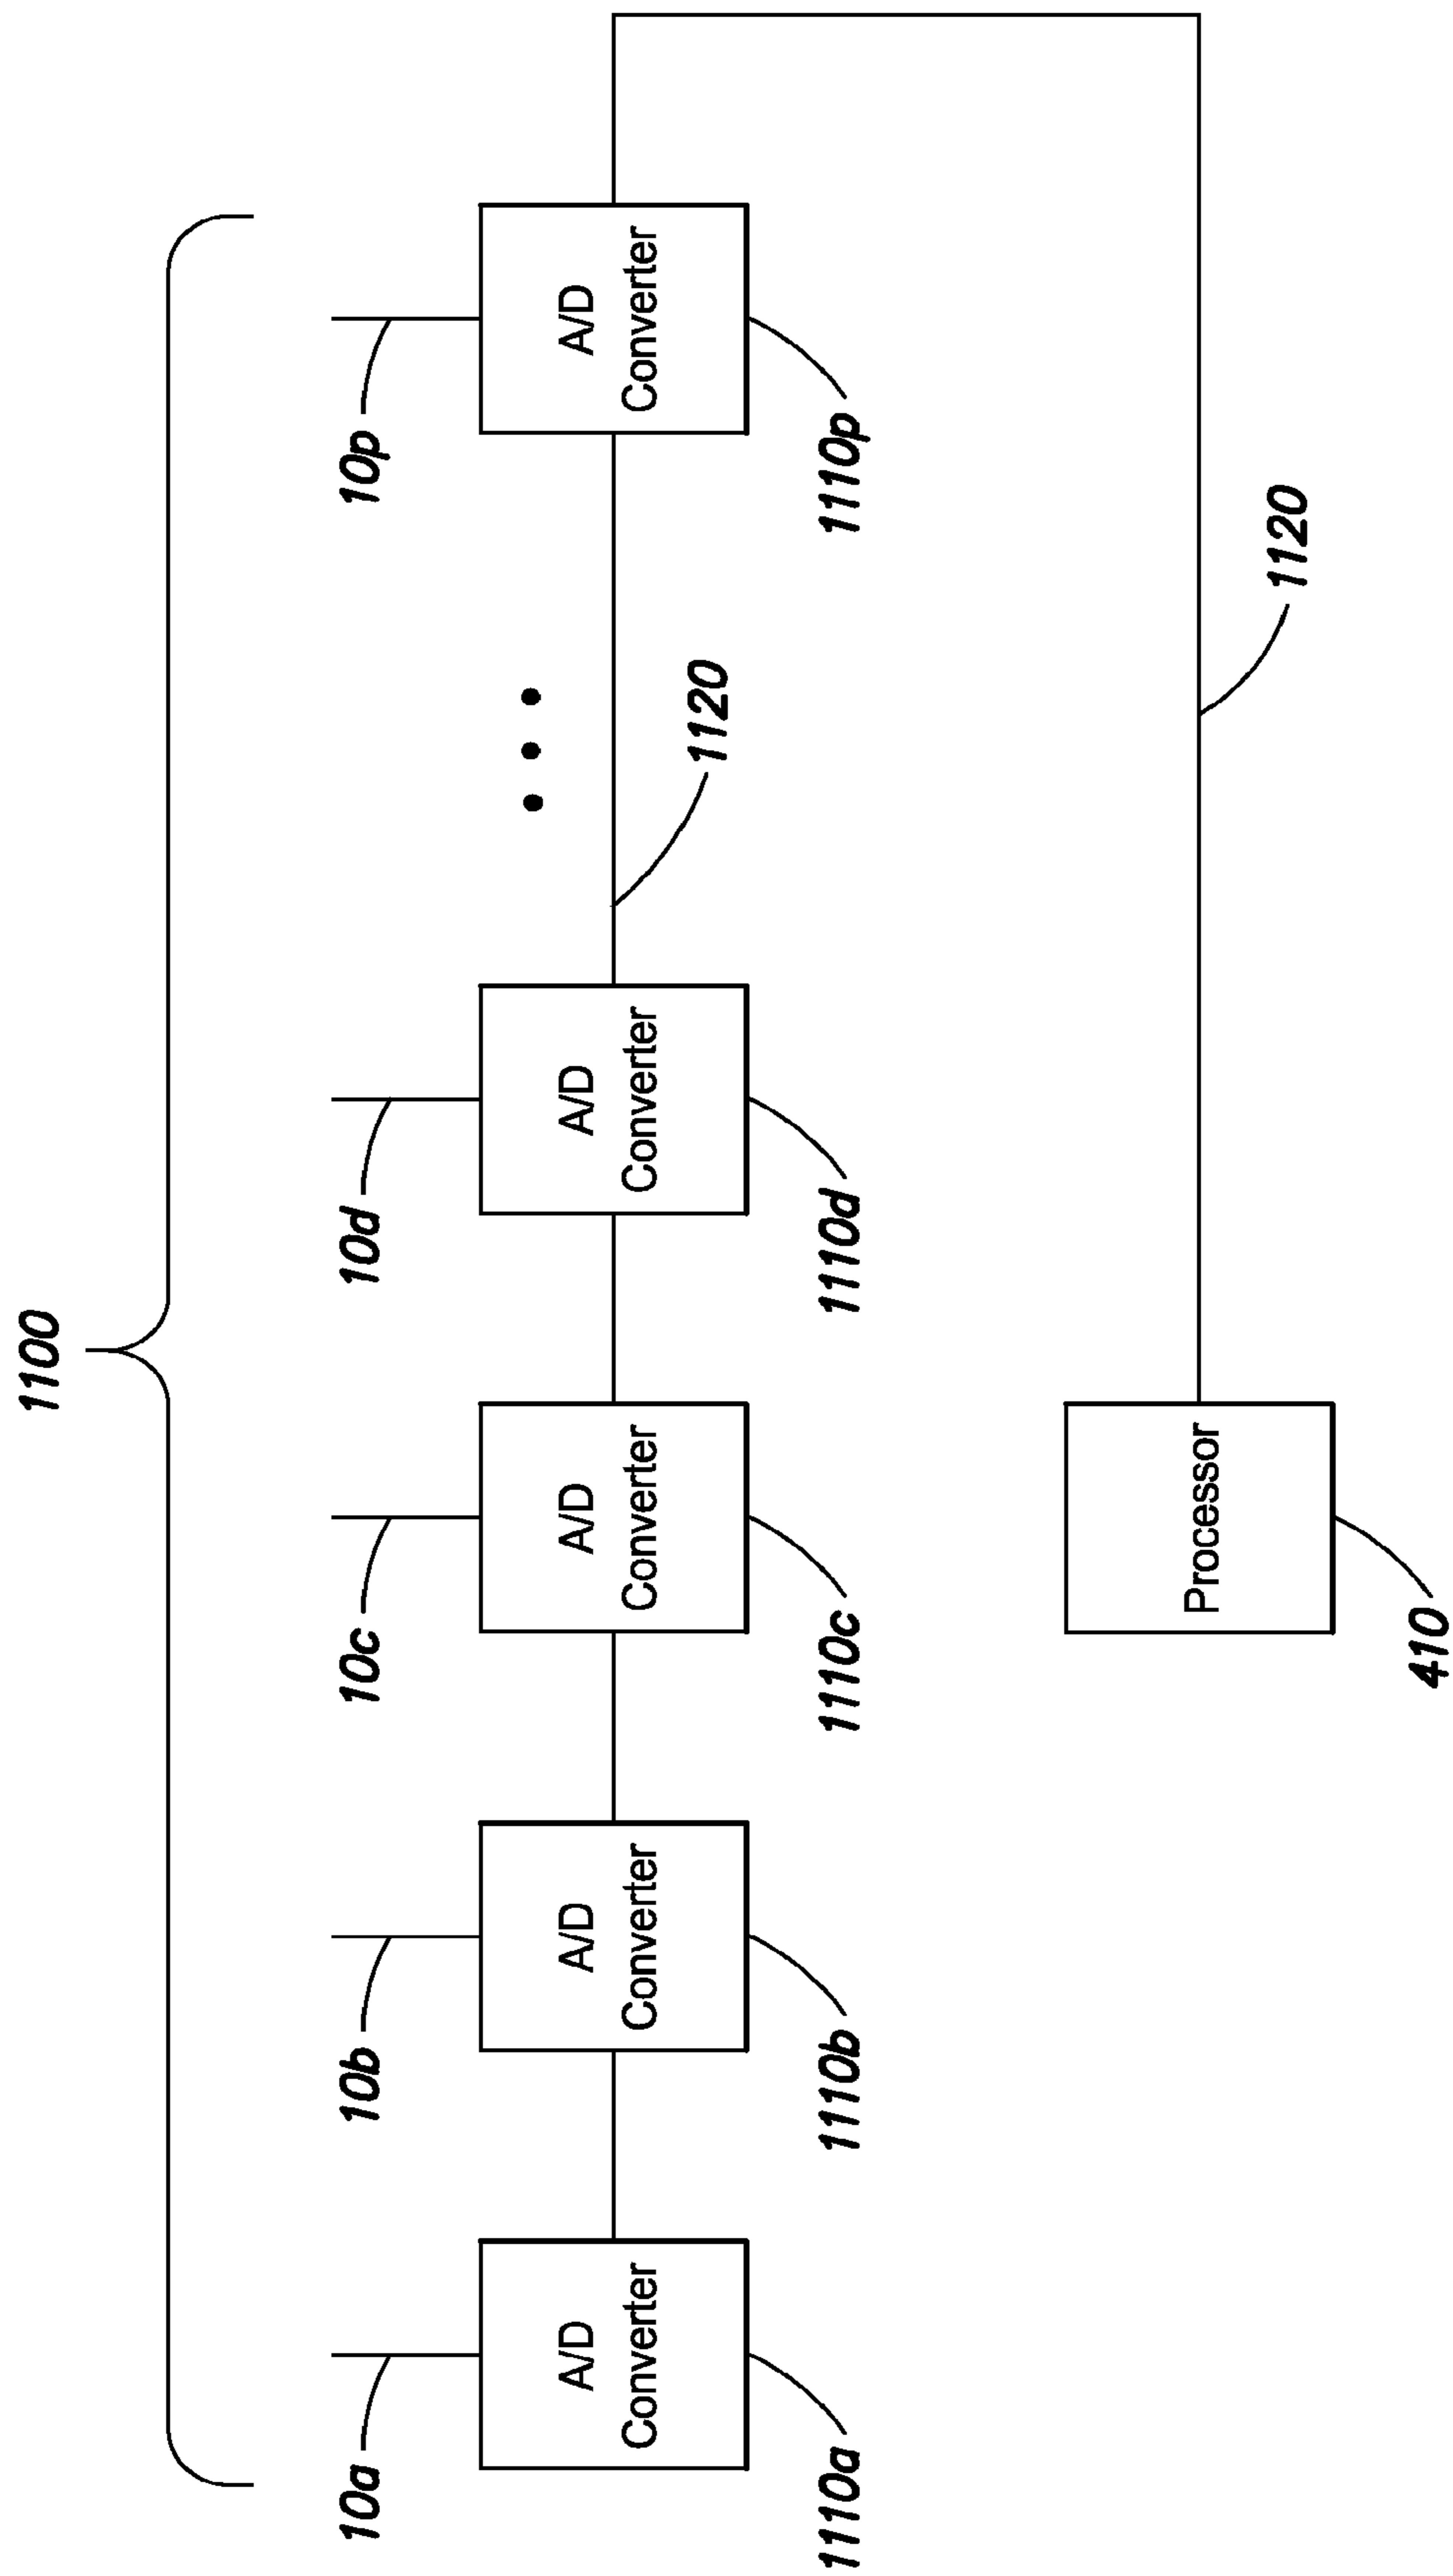 1100
10a
10b
10c
10d
10p
A/D
Converter
A/D
Converter
A/D
Converter
A/D
Converter
A/D
Converter
1110a
1110b
1110c
1110d
1120
1110p
1120
Processor
410